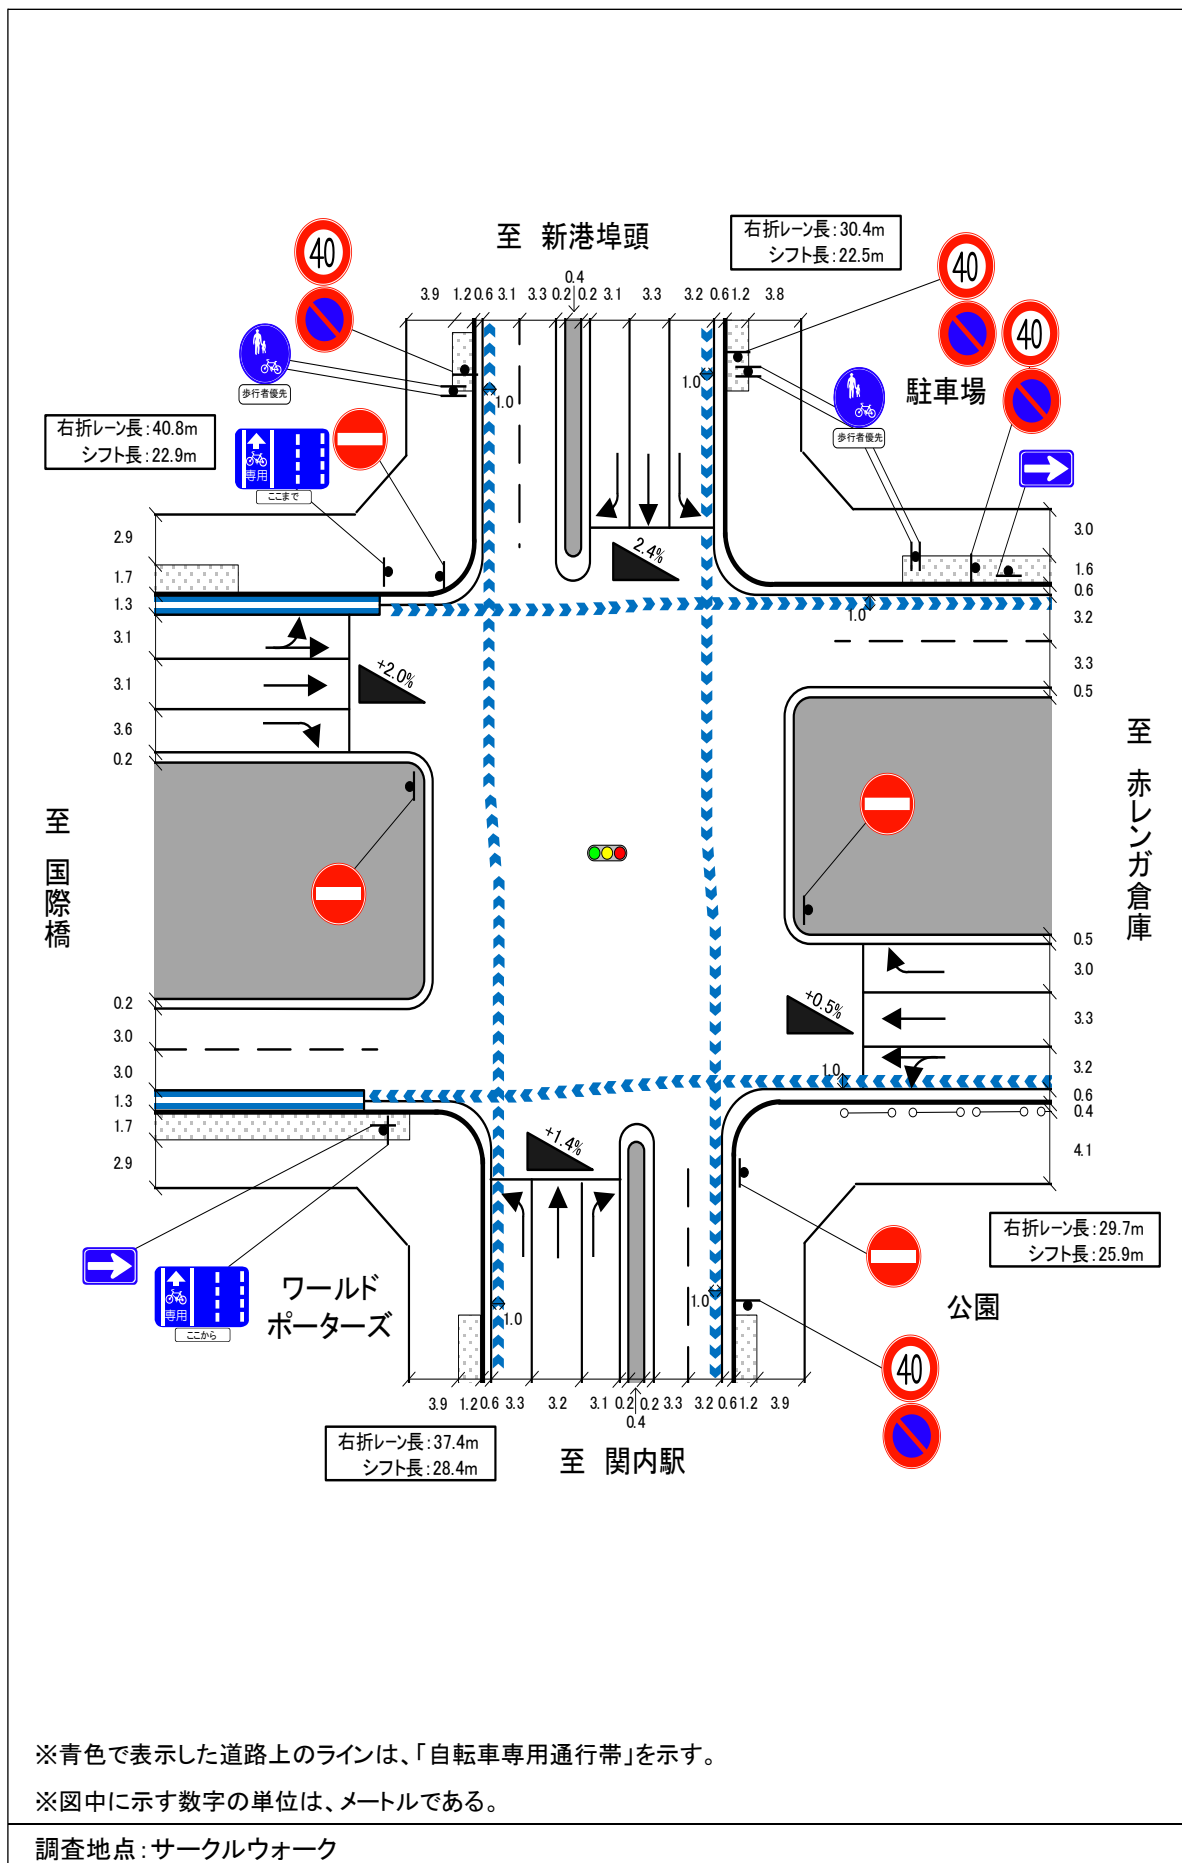 至 新港埠頭
右折レーン長:30.4m
シフト長:22.5m
40
40
40
0.4
3.9 1.2 0.6 3.1 3.3 0.2 0.2 3.1 3.3 3.2 0.6 1.2 3.8
歩行者優先
1.0
1.0
駐車場
歩行者優先
右折レーン長:40.8m
シフト長:22.9m
専用
ここまで
2.9
1.7
1.3
3.1
3.1
3.6
0.2
2.4%
+2.0%
1.0
3.0
1.6
0.6
3.2
3.3
0.5
至 国際橋
至 赤レンガ倉庫
0.2
3.0
3.0
1.3
1.7
2.9
+0.5%
1.0
0.5
3.0
3.3
3.2
0.6
0.4
4.1
+1.4%
右折レーン長:29.7m
シフト長:25.9m
専用
ここから
ワールド
ポーターズ
1.0
1.0
公園
40
3.9 1.2 0.6 3.3 3.2 3.1 0.2 0.2 3.3 3.2 0.6 1.2 3.9
0.4
右折レーン長:37.4m
シフト長:28.4m
至 関内駅
※青色で表示した道路上のラインは、「自転車専用通行帯」を示す。
※図中に示す数字の単位は、メートルである。
調査地点:サークルウォーク